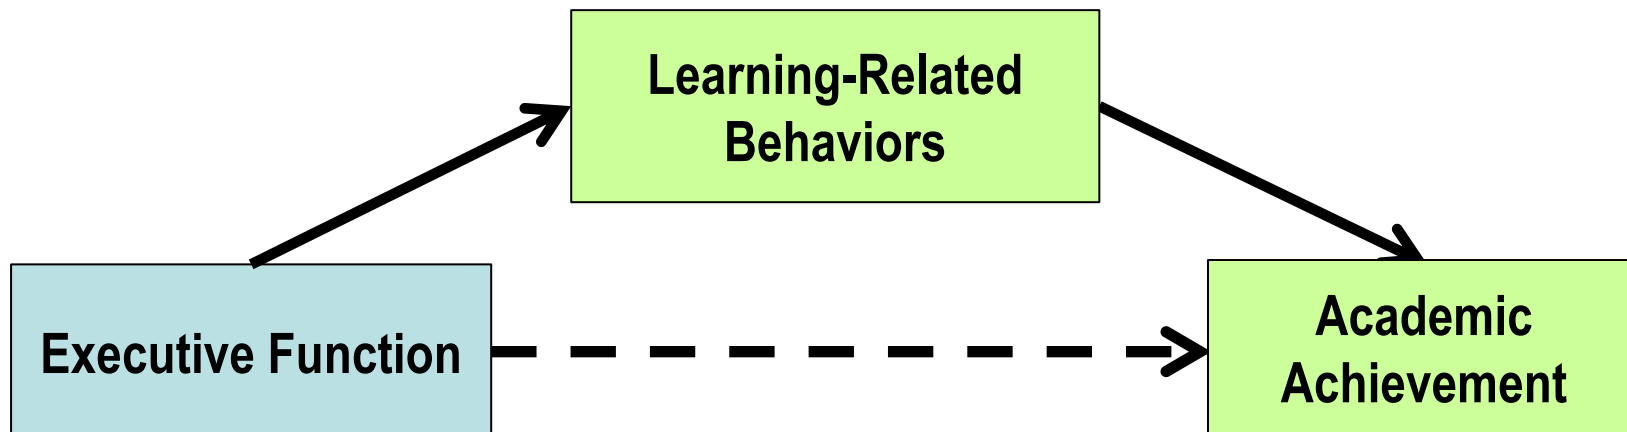 Learning-Related
Behaviors
Executive Function
Academic
Achievement